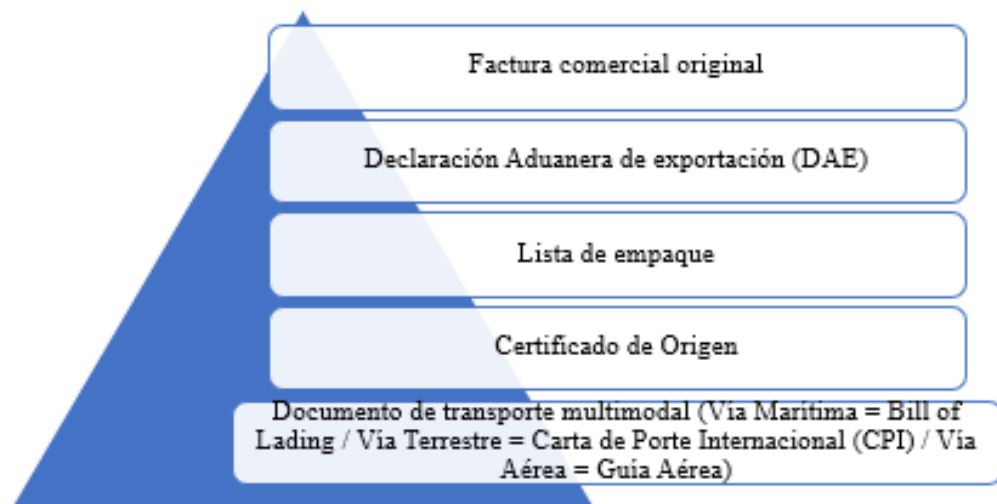 Factura comercial original
Declaración Aduanera de exportación (DAE)
Lista de empaque
Certificado de Origen
Documento de transporte multimodal (Vía Marítima = Bill of
Lading / Vía Terrestre = Carta de Porte Internacional (CPI) / Vía
Aérea = Guía Aérea)